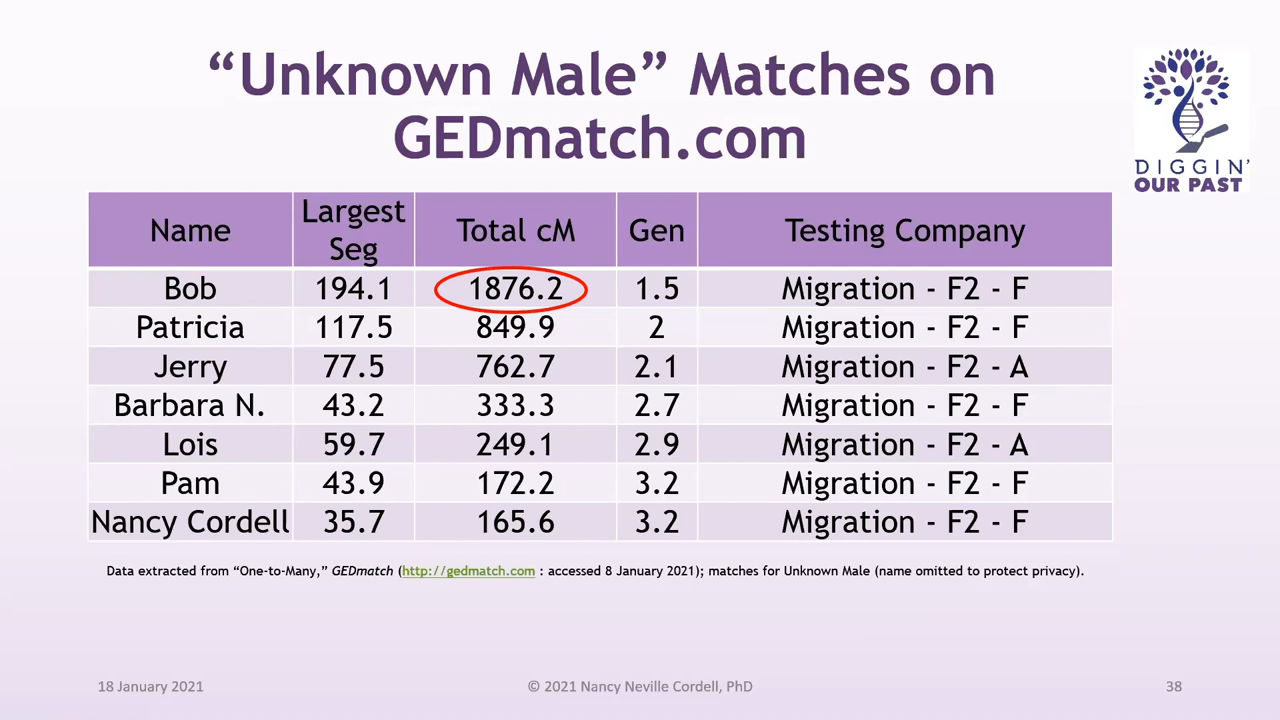 “Unknown Male” Matches on
GEDmatch.com
DIGGIN’
OUR PAST
Name Largest Seg Total cM Gen Testing Company
Bob 194.1 1876.2 1.5 Migration - F2 - F
Patricia 117.5 849.9 2 Migration - F2 - F
Jerry 77.5 762.7 2.1 Migration - F2 - A
Barbara N. 43.2 333.3 2.7 Migration - F2 - F
Lois 59.7 249.1 2.9 Migration - F2 - A
Pam 43.9 172.2 3.2 Migration - F2 - F
Nancy Cordell 35.7 165.6 3.2 Migration - F2 - F
Data extracted from “One-to-Many,” GEDmatch (http://gedmatch.com : accessed 8 January 2021); matches for Unknown Male (name omitted to protect privacy).
18 January 2021 © 2021 Nancy Neville Cordell, PhD 38